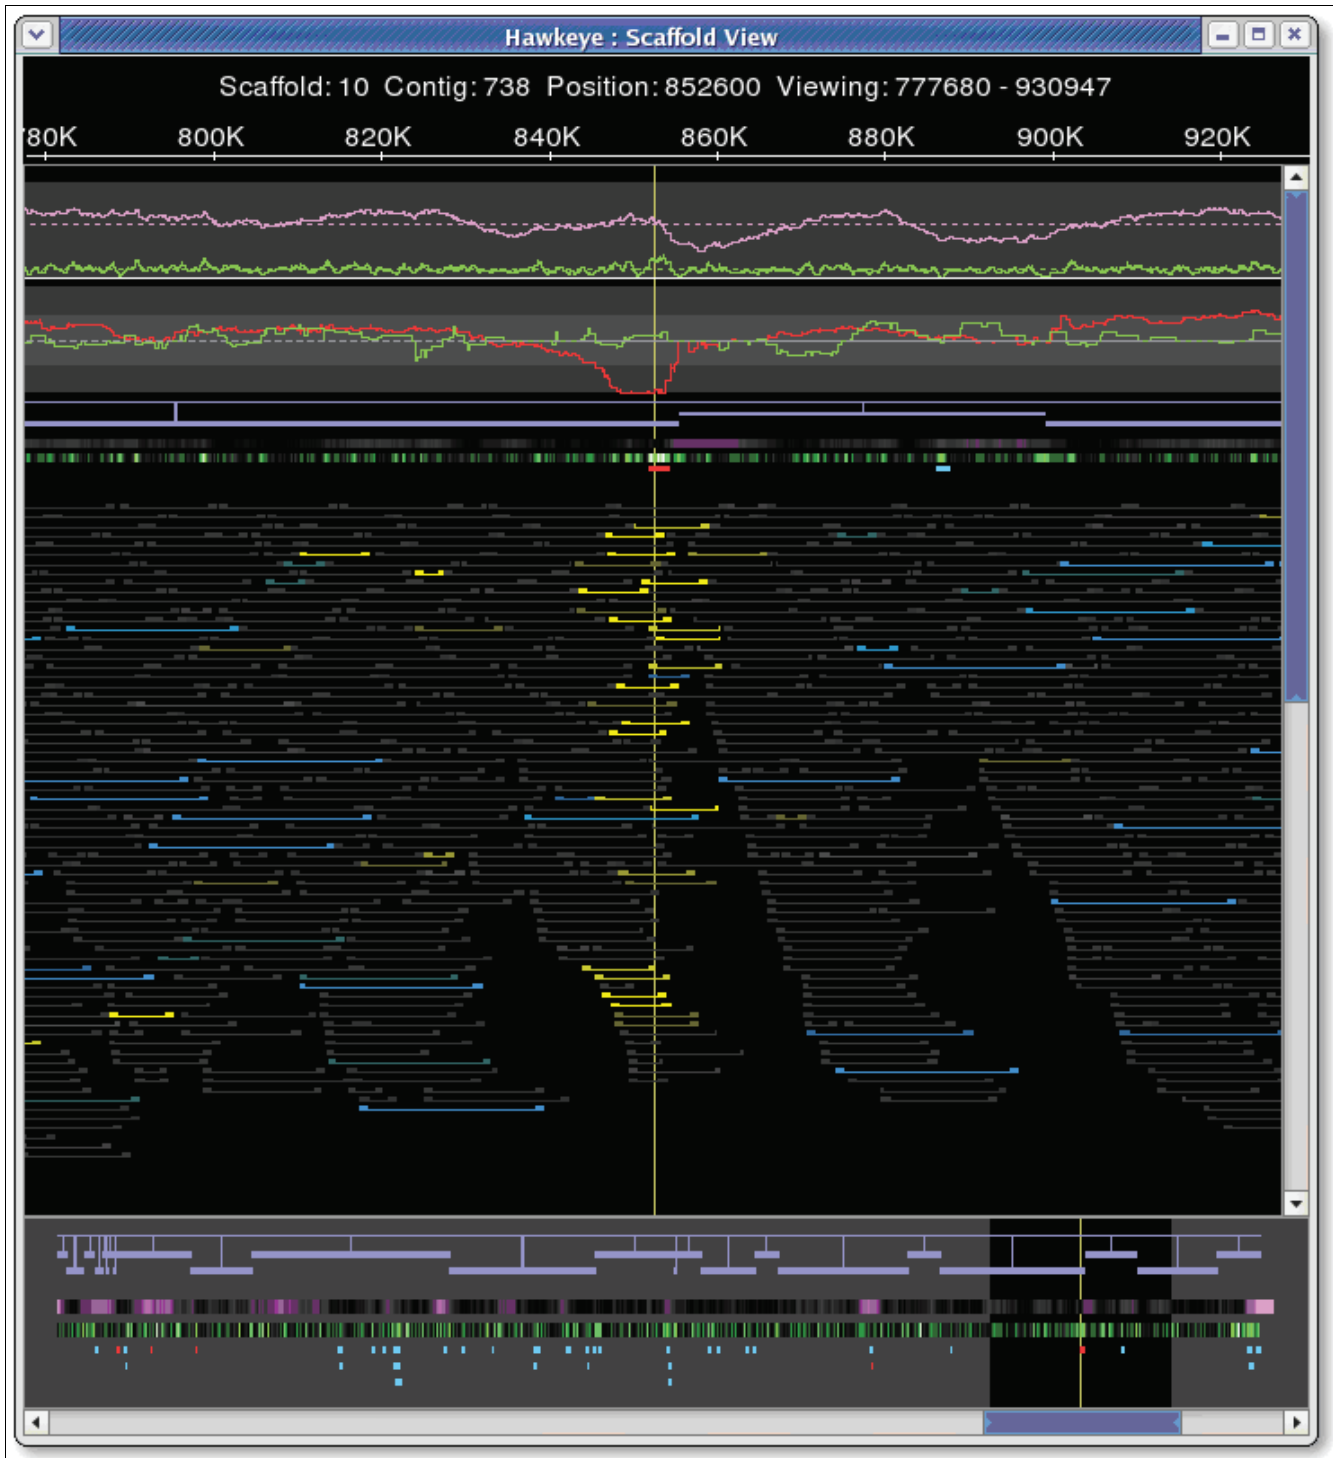 Hawkeye : Scaffold View
Scaffold: 10 Contig: 738 Position: 852600 Viewing: 777680 - 930947
80K 800K 820K 840K 860K 880K 900K 920K